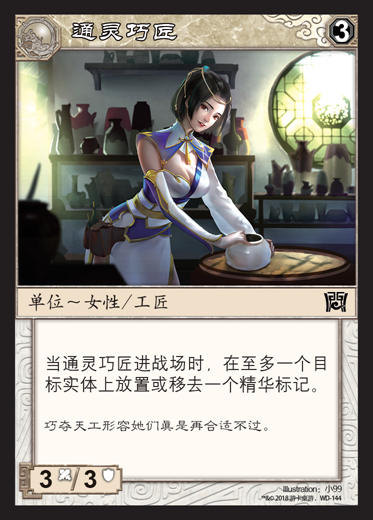 通灵巧匠
3
单位～女性/工匠
当通灵巧匠进战场时，在至多一个目
标实体上放置或移去一个精华标记。
巧夺天工形容她们真是再合适不过。
3/3
illustration：小99
™&© 2018.游卡桌游．WD-144